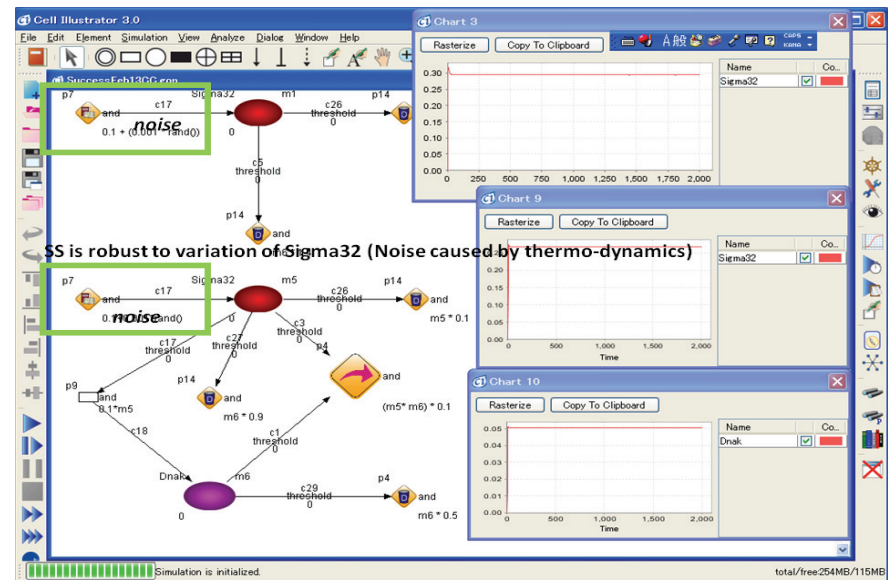 Cell Illustrator 3.0
File Edit Element Simulation View Analyze Dialog Window Help
SuccessFeb13CC.gon
p7
and
c17
noise
0.1 + (0.001 * rand())
Sigma32
m1
0
c26
threshold
0
p14
c5
threshold
0
p14
and
SS is robust to variation of Sigma32 (Noise caused by thermo-dynamics)
p7
and
c17
noise
rand()
Sigma32
m5
0
c26
threshold
0
p14
and
m5 * 0.1
c17
threshold
0
c27
threshold
0
c3
threshold
0
p4
and
(m5* m6) * 0.1
p14
and
m6 * 0.9
p9
and
0.1*m5
c18
c1
threshold
0
Dnak
m6
0
c29
threshold
0
p4
and
m6 * 0.5
Chart 3
Rasterize Copy To Clipboard
A 般
CAPS
KANA
Name Co...
Sigma32
0.30
0.25
0.20
0.15
0.10
0.05
0.00
0 250 500 750 1,000 1,250 1,500 1,750 2,000
Chart 9
Rasterize Copy To Clipboard
Name Co...
Sigma32
0.20
0.15
0.10
0.05
0.00
0 500 1,000 1,500 2,000
Time
Chart 10
Rasterize Copy To Clipboard
Name Co...
Dnak
0.05
0.04
0.03
0.02
0.01
0.00
0 500 1,000 1,500 2,000
Time
Simulation is initialized.
total/free:254MB/115MB